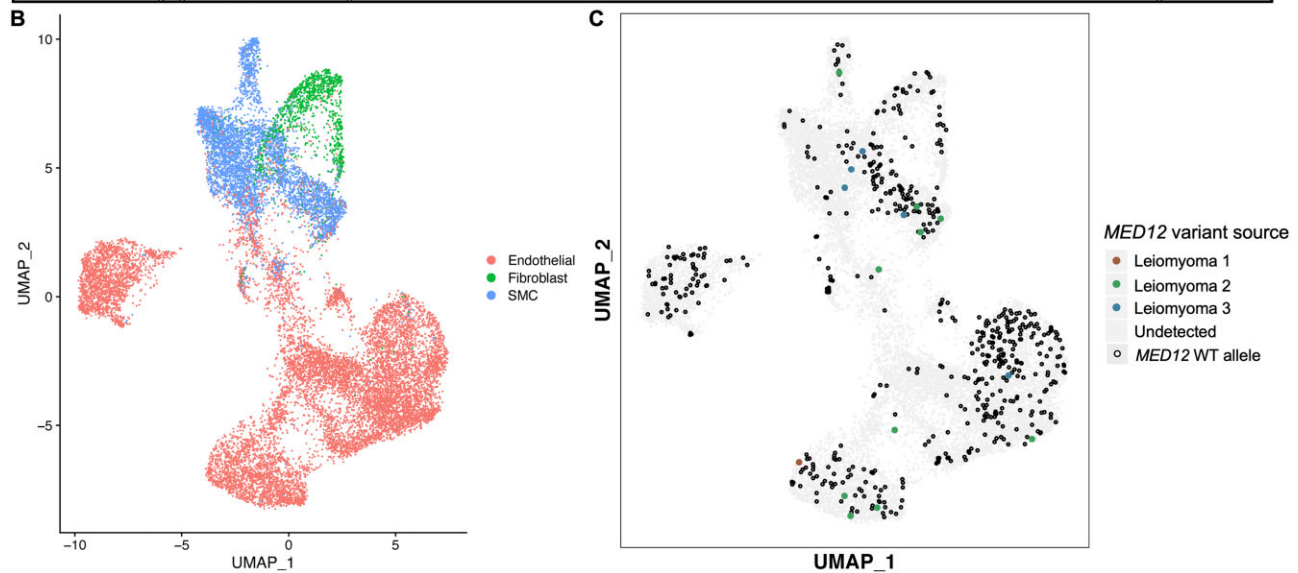 B
10
5
0
−5
UMAP_2
−10
−5
0
5
UMAP_1
Endothelial
Fibroblast
SMC
C
UMAP_2
UMAP_1
MED12 variant source
Leiomyoma 1
Leiomyoma 2
Leiomyoma 3
Undetected
MED12 WT allele